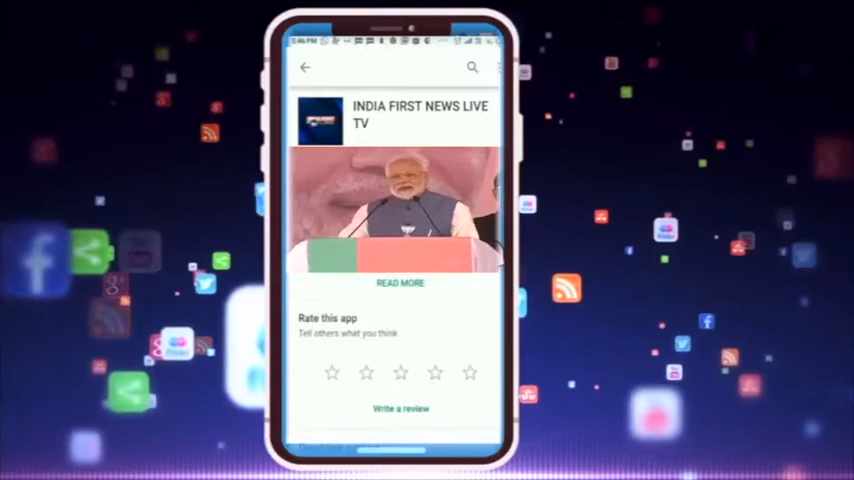 INDIA FIRST NEWS LIVE
TV
READ MORE
Rate this app
Tell others what you think
Write a review